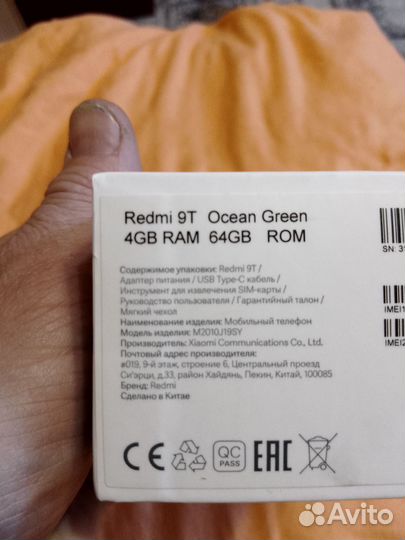 Redmi 9T Ocean Green
4GB RAM 64GB ROM
Содержимое упаковки: Redmi 9T /
Адаптер питания / USB Type-C кабель /
Инструмент для извлечения SIM-карты /
Руководство пользователя / Гарантийный талон /
Мягкий чехол
Наименование изделия: Мобильный телефон
Модель изделия: M2010J19SY
Производитель: Xiaomi Communications Co., Ltd.
Почтовый адрес производителя:
#019, 9-й этаж, строение 6, Центральный проезд
Си'эрци, д.33, район Хайдянь, Пекин, Китай, 100085
Бренд: Redmi
Сделано в Китае
SN: 31
IMEI1
IMEI2
CE
QC
PASS
EAC
Avito